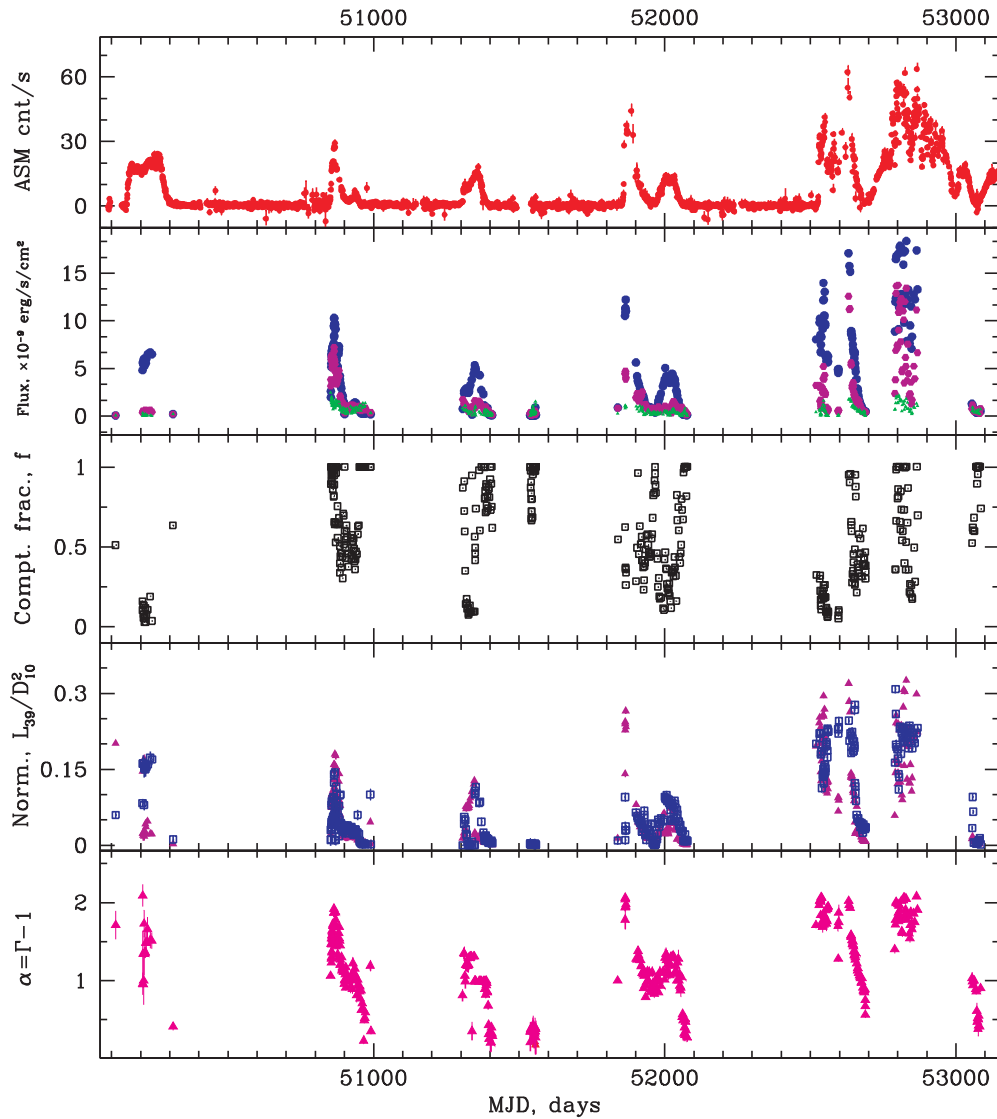 51000 52000 53000
ASM cnt/s
60
30
0
Flux. ×10⁻⁹ erg/s/cm²
15
10
5
0
Compt. frac., f
1
0.5
0
Norm., L₃₉/D²₁₀
0.3
0.15
0
α=Γ−1
2
1
51000 52000 53000
MJD, days